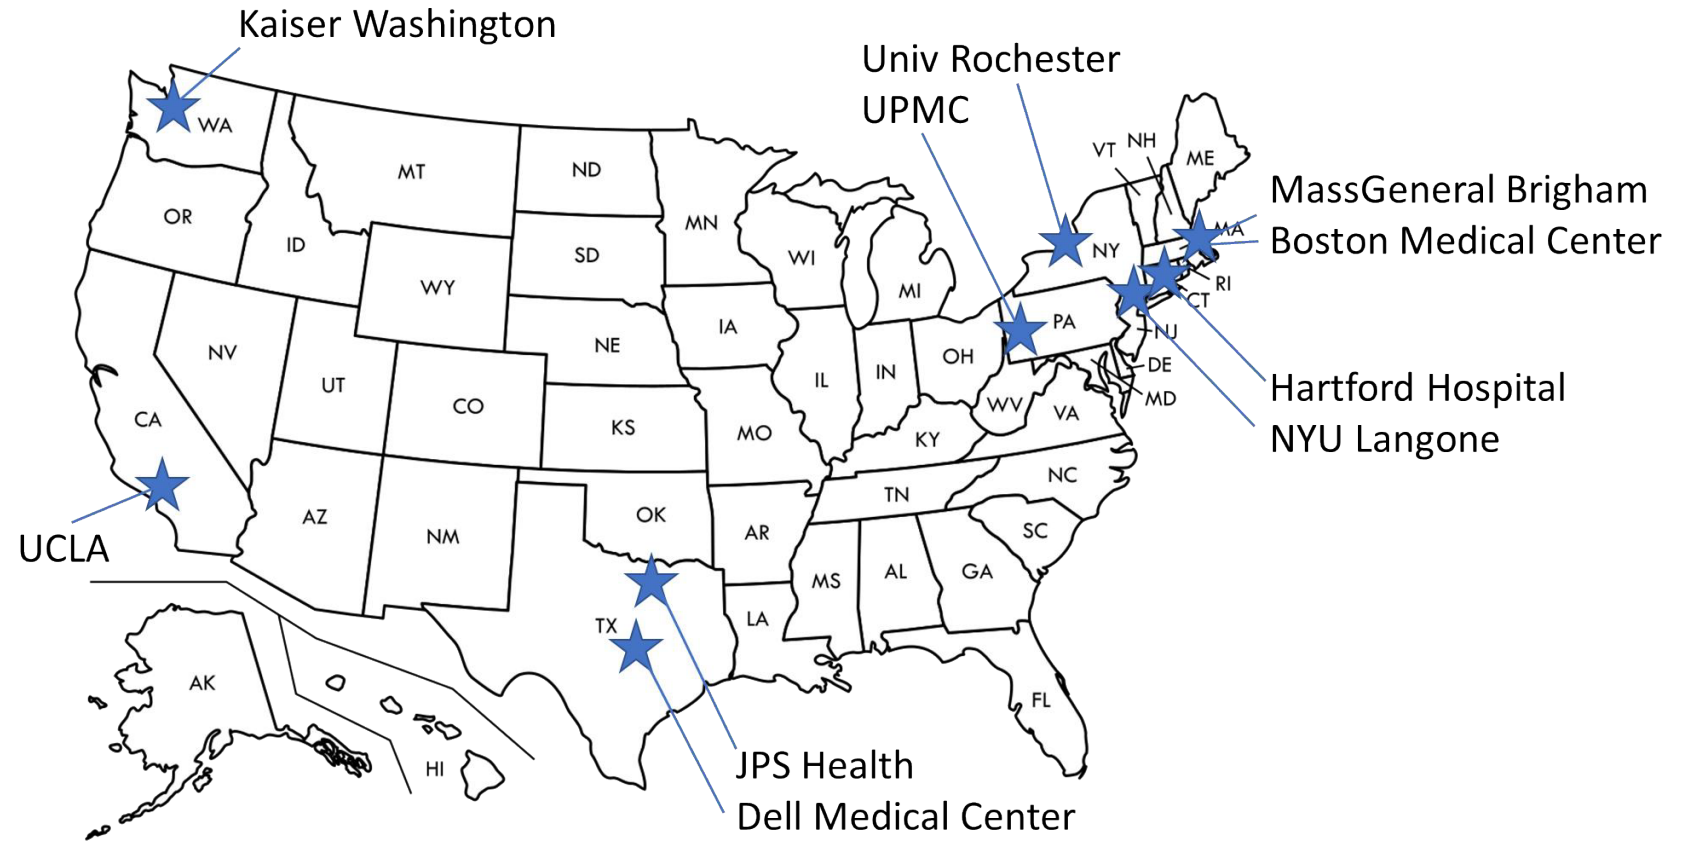 Kaiser Washington
Univ Rochester
UPMC
MassGeneral Brigham
Boston Medical Center
Hartford Hospital
NYU Langone
UCLA
JPS Health
Dell Medical Center
WA
OR
ID
MT
ND
SD
MN
WI
MI
NY
VT
NH
ME
MA
RI
CT
NJ
PA
DE
MD
WY
NE
IA
IL
IN
OH
WV
VA
KY
NV
UT
CO
KS
MO
CA
AZ
NM
OK
AR
TN
NC
SC
MS
AL
GA
LA
TX
FL
AK
HI